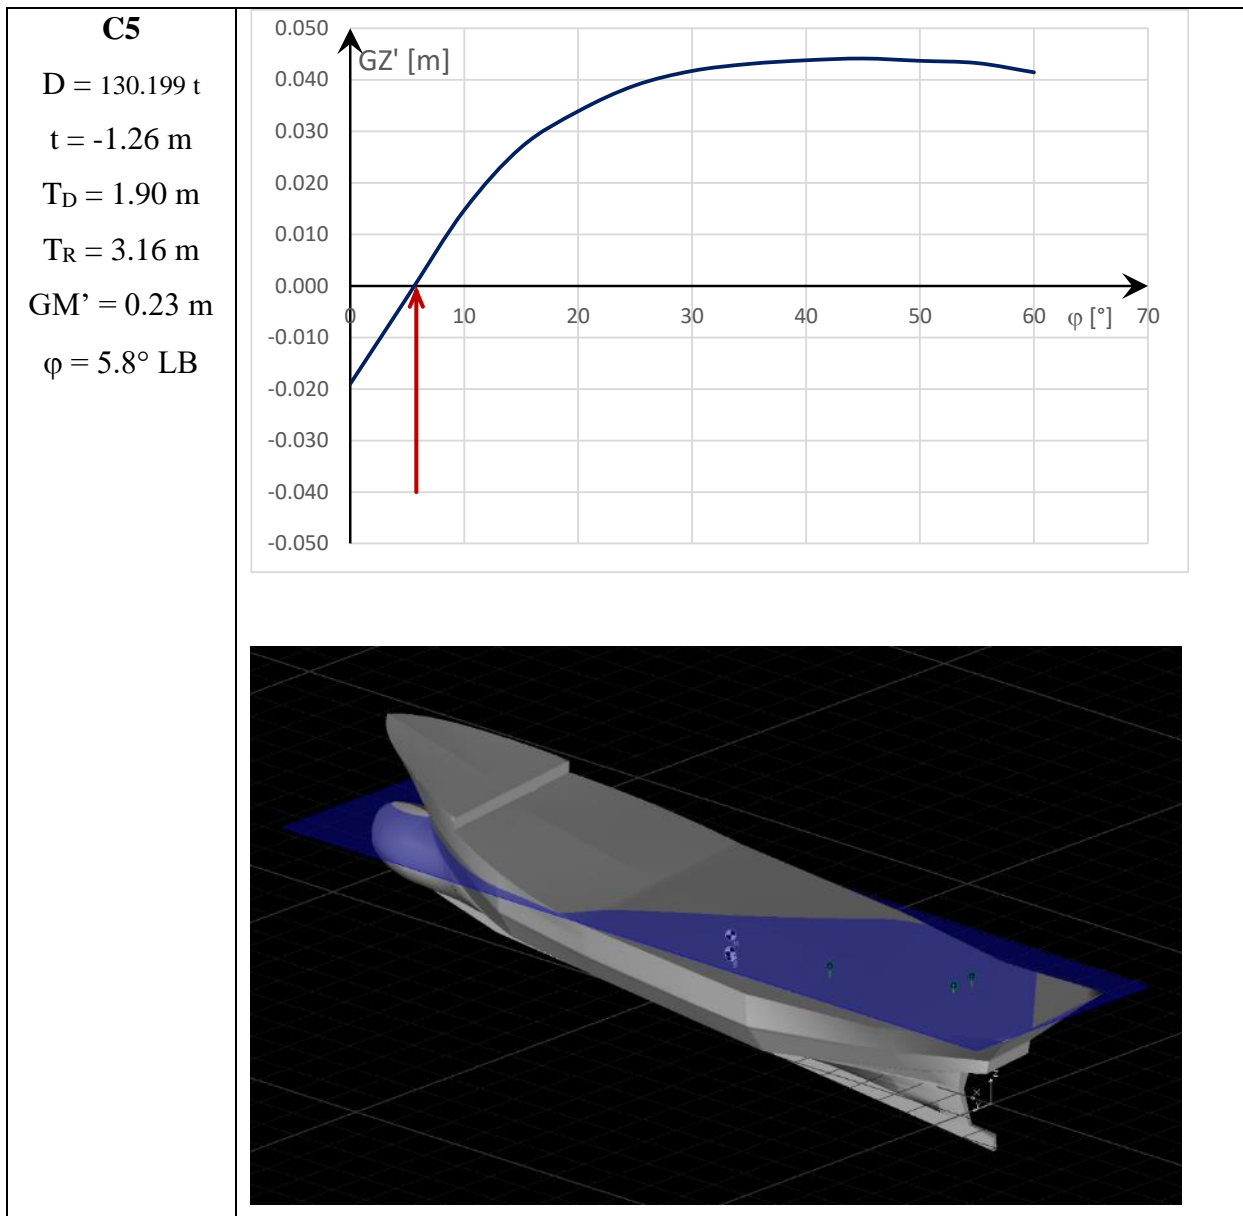 C5
D = 130.199 t
t = -1.26 m
T_D = 1.90 m
T_R = 3.16 m
GM’ = 0.23 m
φ = 5.8° LB
0.050
GZ' [m]
0.040
0.030
0.020
0.010
0.000
0 10 20 30 40 50 60 φ [°] 70
-0.010
-0.020
-0.030
-0.040
-0.050
z
x